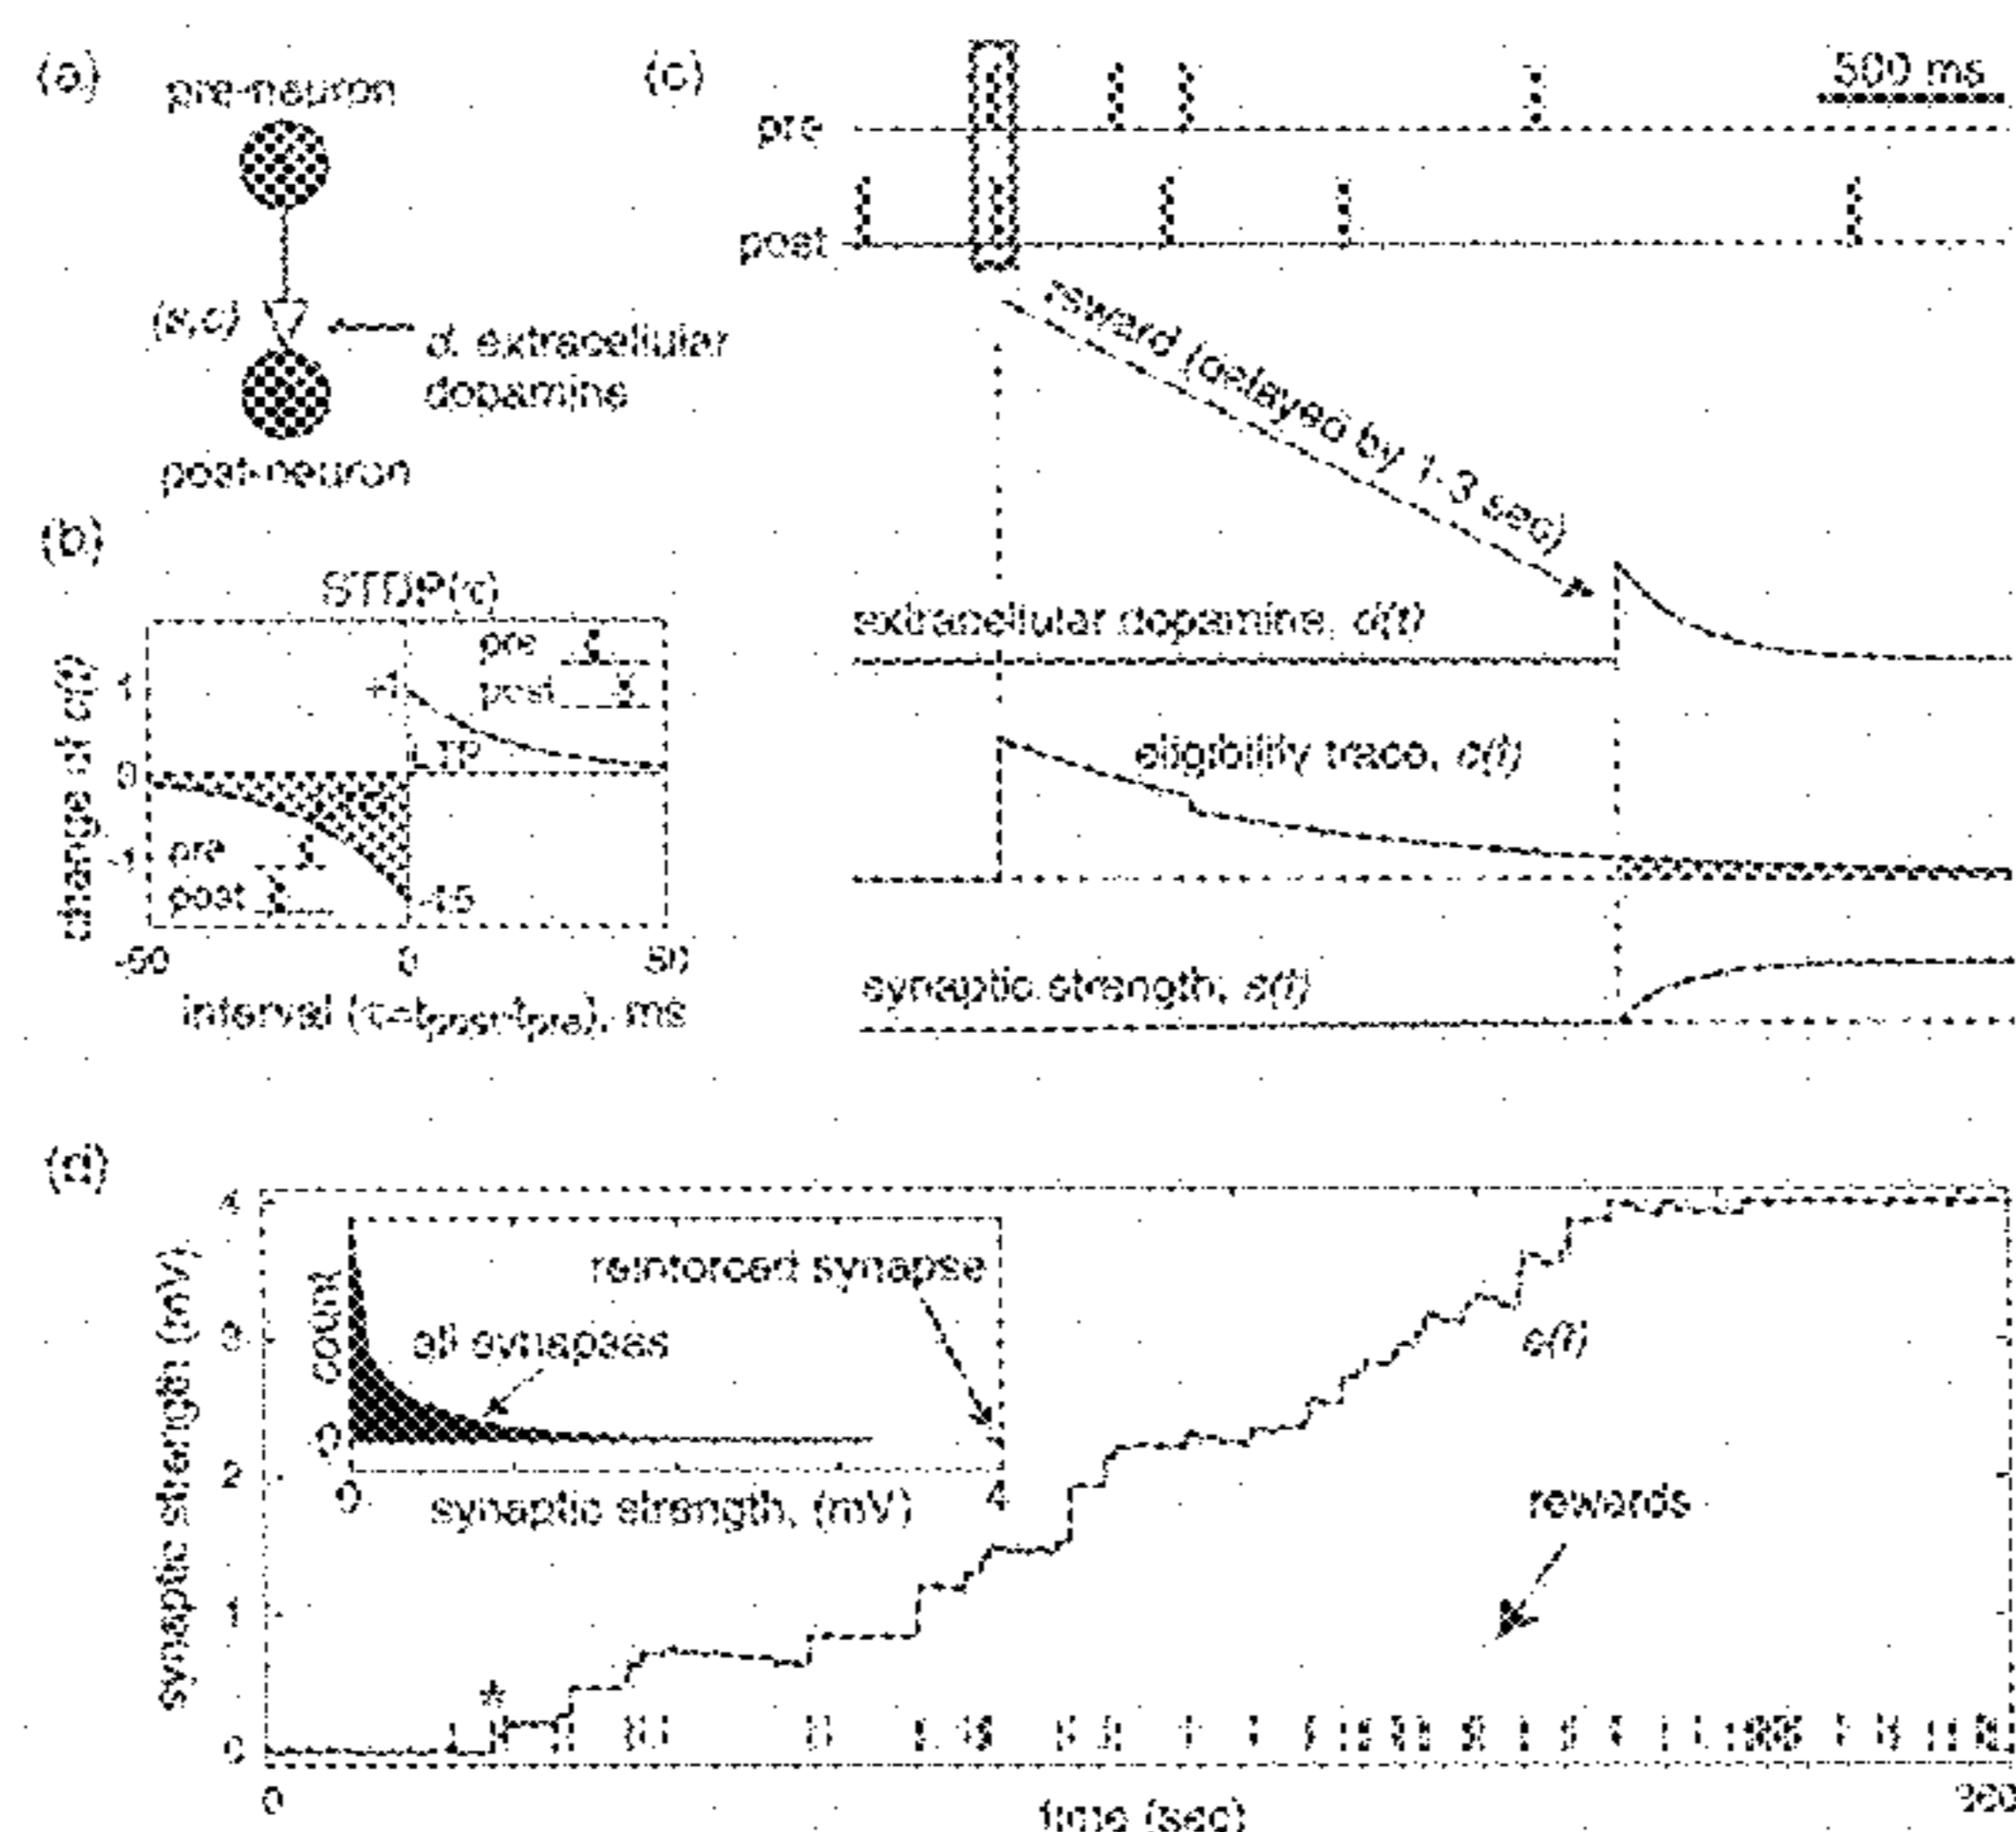 (a)
pre-neuron
(s,c)
d: extracellular
dopamine
post-neuron
(b)
STDP(τ)
change of c(t)
1
0
-1
+1
LTP
pre
post
pre
post
-1.5
-50
0
50
interval (τ=tpost-tpre), ms
(c)
500 ms
pre
post
reward (delayed by 1-3 sec)
extracellular dopamine, d(t)
eligibility trace, c(t)
synaptic strength, s(t)
(d)
synaptic strength (mV)
4
3
2
1
0
count
0
reinforced synapse
all synapses
0
4
synaptic strength, (mV)
s(t)
rewards
*
0
time (sec)